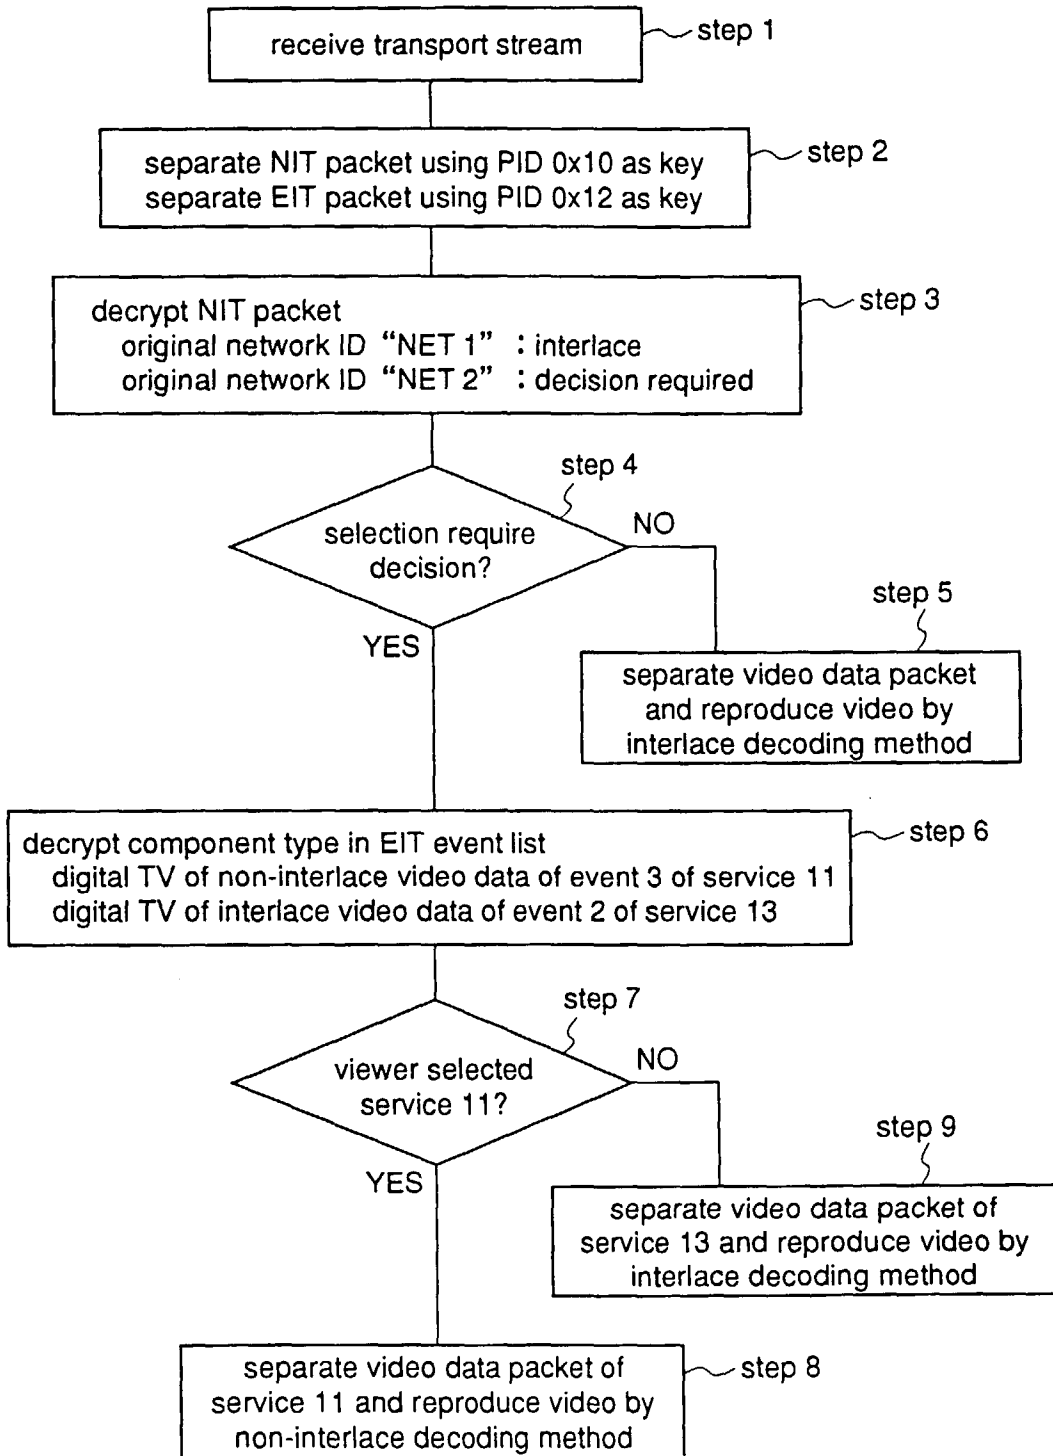 receive transport stream
step 1
separate NIT packet using PID 0x10 as key
separate EIT packet using PID 0x12 as key
step 2
decrypt NIT packet
original network ID “NET 1” : interlace
original network ID “NET 2” : decision required
step 3
step 4
selection require
decision?
NO
YES
step 5
separate video data packet
and reproduce video by
interlace decoding method
decrypt component type in EIT event list
digital TV of non-interlace video data of event 3 of service 11
digital TV of interlace video data of event 2 of service 13
step 6
step 7
viewer selected
service 11?
NO
YES
step 9
separate video data packet of
service 13 and reproduce video by
interlace decoding method
separate video data packet of
service 11 and reproduce video by
non-interlace decoding method
step 8